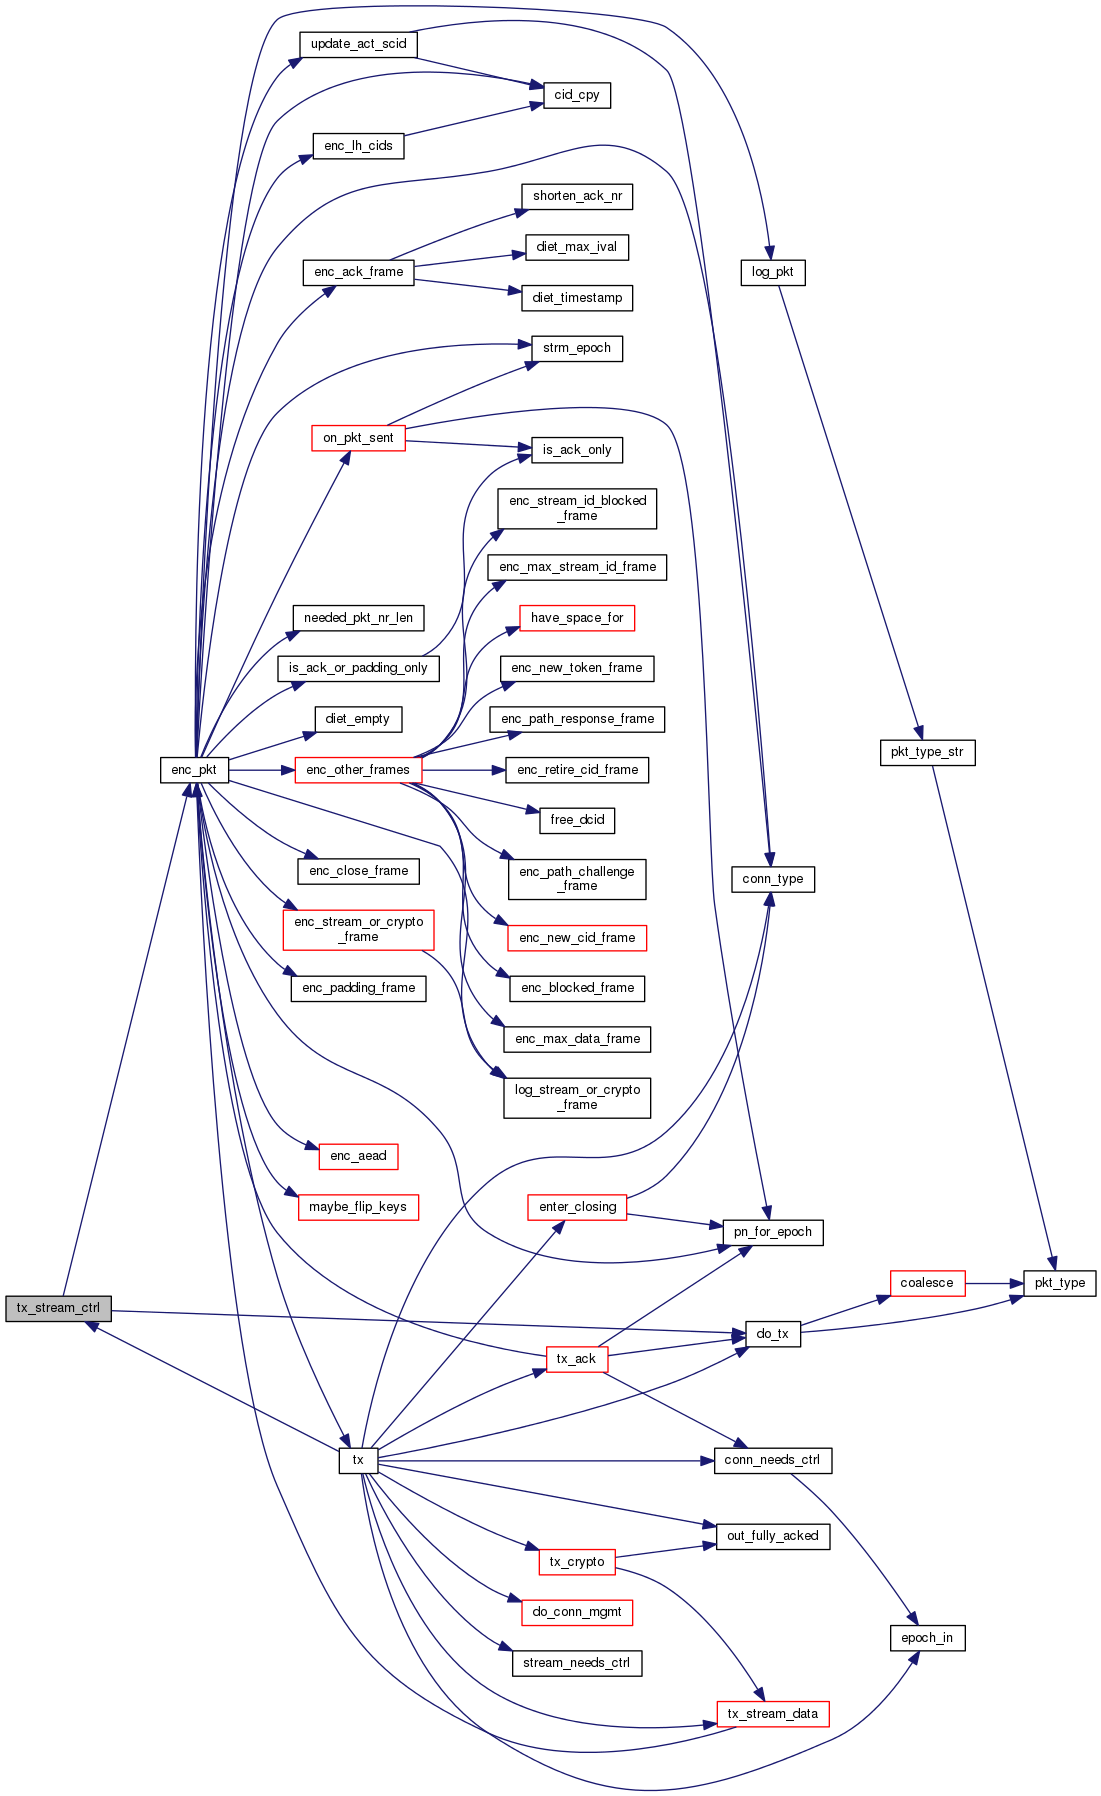 update_act_scid
cid_cpy
enc_lh_cids
shorten_ack_nr
diet_max_ival
enc_ack_frame
log_pkt
diet_timestamp
strm_epoch
on_pkt_sent
is_ack_only
enc_stream_id_blocked
_frame
enc_max_stream_id_frame
needed_pkt_nr_len
have_space_for
is_ack_or_padding_only
enc_new_token_frame
diet_empty
enc_path_response_frame
pkt_type_str
enc_pkt
enc_other_frames
enc_retire_cid_frame
free_dcid
enc_close_frame
enc_path_challenge
_frame
conn_type
enc_stream_or_crypto
_frame
enc_new_cid_frame
enc_padding_frame
enc_blocked_frame
enc_max_data_frame
log_stream_or_crypto
_frame
enc_aead
maybe_flip_keys
enter_closing
pn_for_epoch
coalesce
pkt_type
tx_stream_ctrl
do_tx
tx_ack
tx
conn_needs_ctrl
out_fully_acked
tx_crypto
do_conn_mgmt
epoch_in
stream_needs_ctrl
tx_stream_data